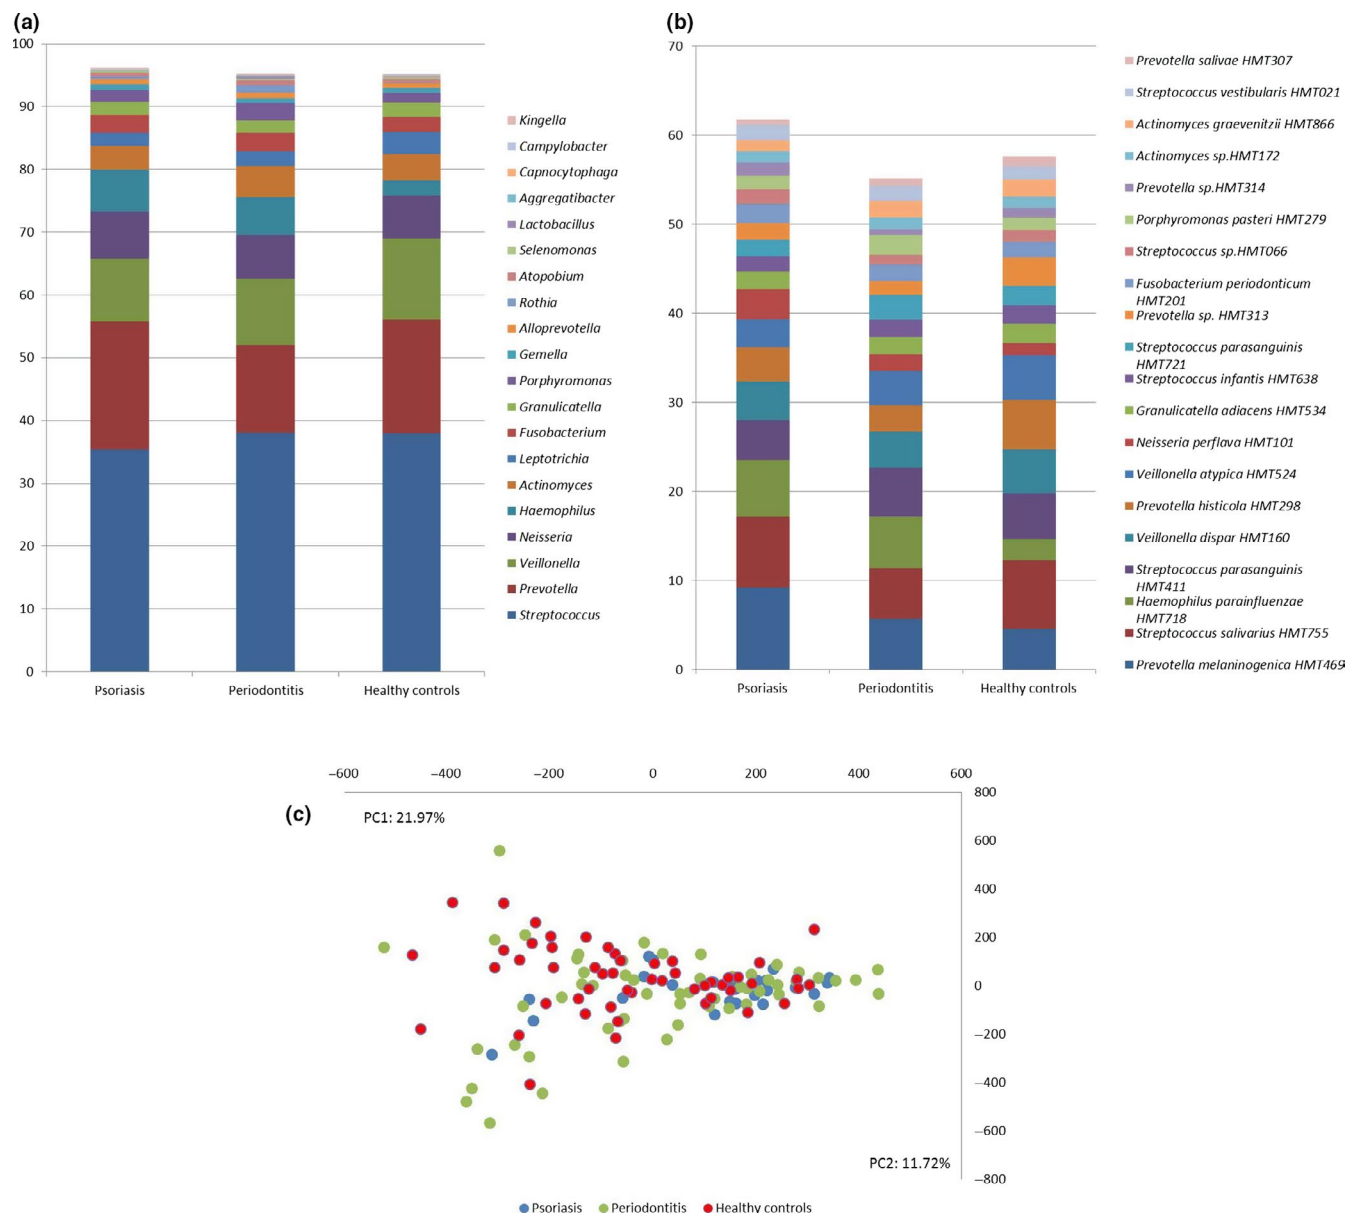 (a)
100
90
80
70
60
50
40
30
20
10
0
Psoriasis
Periodontitis
Healthy controls
Kingella
Campylobacter
Capnocytophaga
Aggregatibacter
Lactobacillus
Selenomonas
Atopobium
Rothia
Alloprevotella
Gemella
Porphyromonas
Granulicatella
Fusobacterium
Leptotrichia
Actinomyces
Haemophilus
Neisseria
Veillonella
Prevotella
Streptococcus
(b)
70
60
50
40
30
20
10
0
Psoriasis
Periodontitis
Healthy controls
Prevotella salivae HMT307
Streptococcus vestibularis HMT021
Actinomyces graevenitzii HMT866
Actinomyces sp.HMT172
Prevotella sp.HMT314
Porphyromonas pasteri HMT279
Streptococcus sp.HMT066
Fusobacterium periodonticum
HMT201
Prevotella sp. HMT313
Streptococcus parasanguinis
HMT721
Streptococcus infantis HMT638
Granulicatella adiacens HMT534
Neisseria perflava HMT101
Veillonella atypica HMT524
Prevotella histicola HMT298
Veillonella dispar HMT160
Streptococcus parasanguinis
HMT411
Haemophilus parainfluenzae
HMT718
Streptococcus salivarius HMT755
Prevotella melaninogenica HMT469
(c)
–600
–400
–200
0
200
400
600
PC1: 21.97%
800
600
400
200
0
–200
–400
–600
–800
PC2: 11.72%
Psoriasis
Periodontitis
Healthy controls